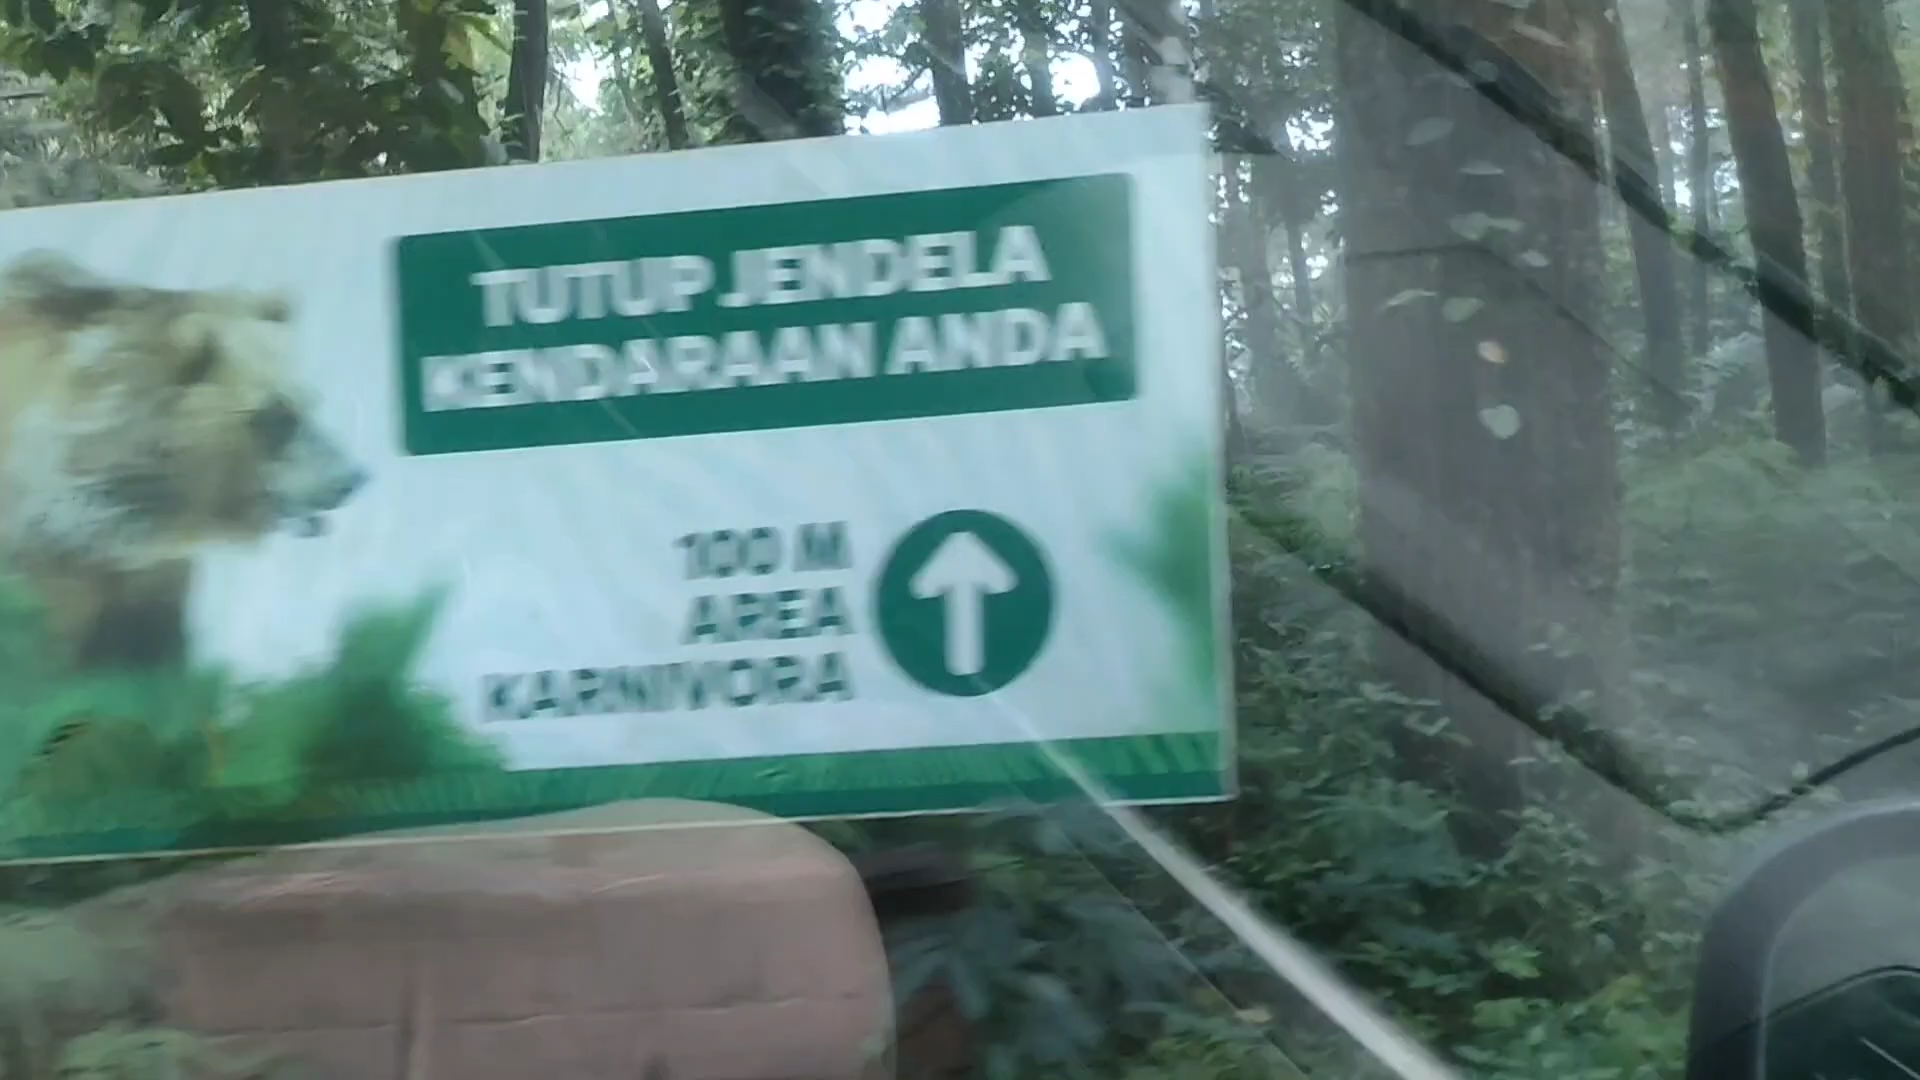 TUTUP JENDELA
KENDARAAN ANDA
100 M
AREA
KARNIVORA